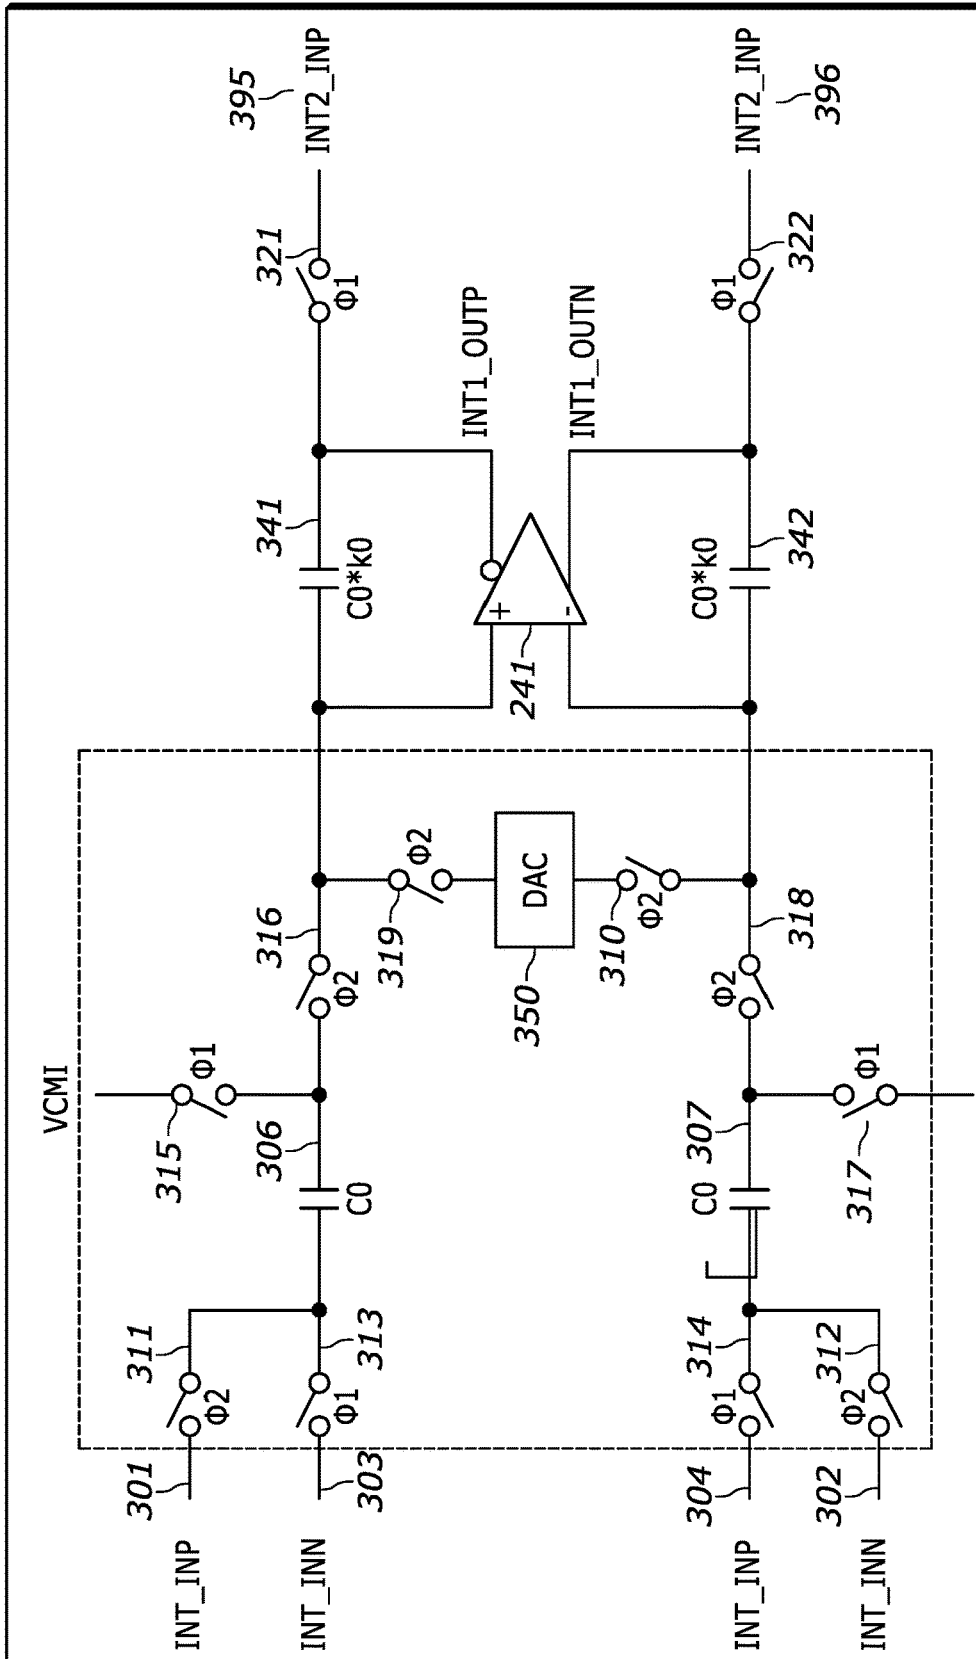 INT_INP
301
311
Φ2
INT_INN
303
313
Φ1
C0
306
VCMI
315
Φ1
316
Φ2
319
Φ2
DAC
350
310
Φ2
341
C0*k0
INT1_OUTP
+
-
241
INT1_OUTN
321
Φ1
INT2_INP
395
INT_INP
304
314
Φ1
INT_INN
302
312
Φ2
C0
307
317
Φ1
318
Φ2
342
C0*k0
322
Φ1
INT2_INP
396